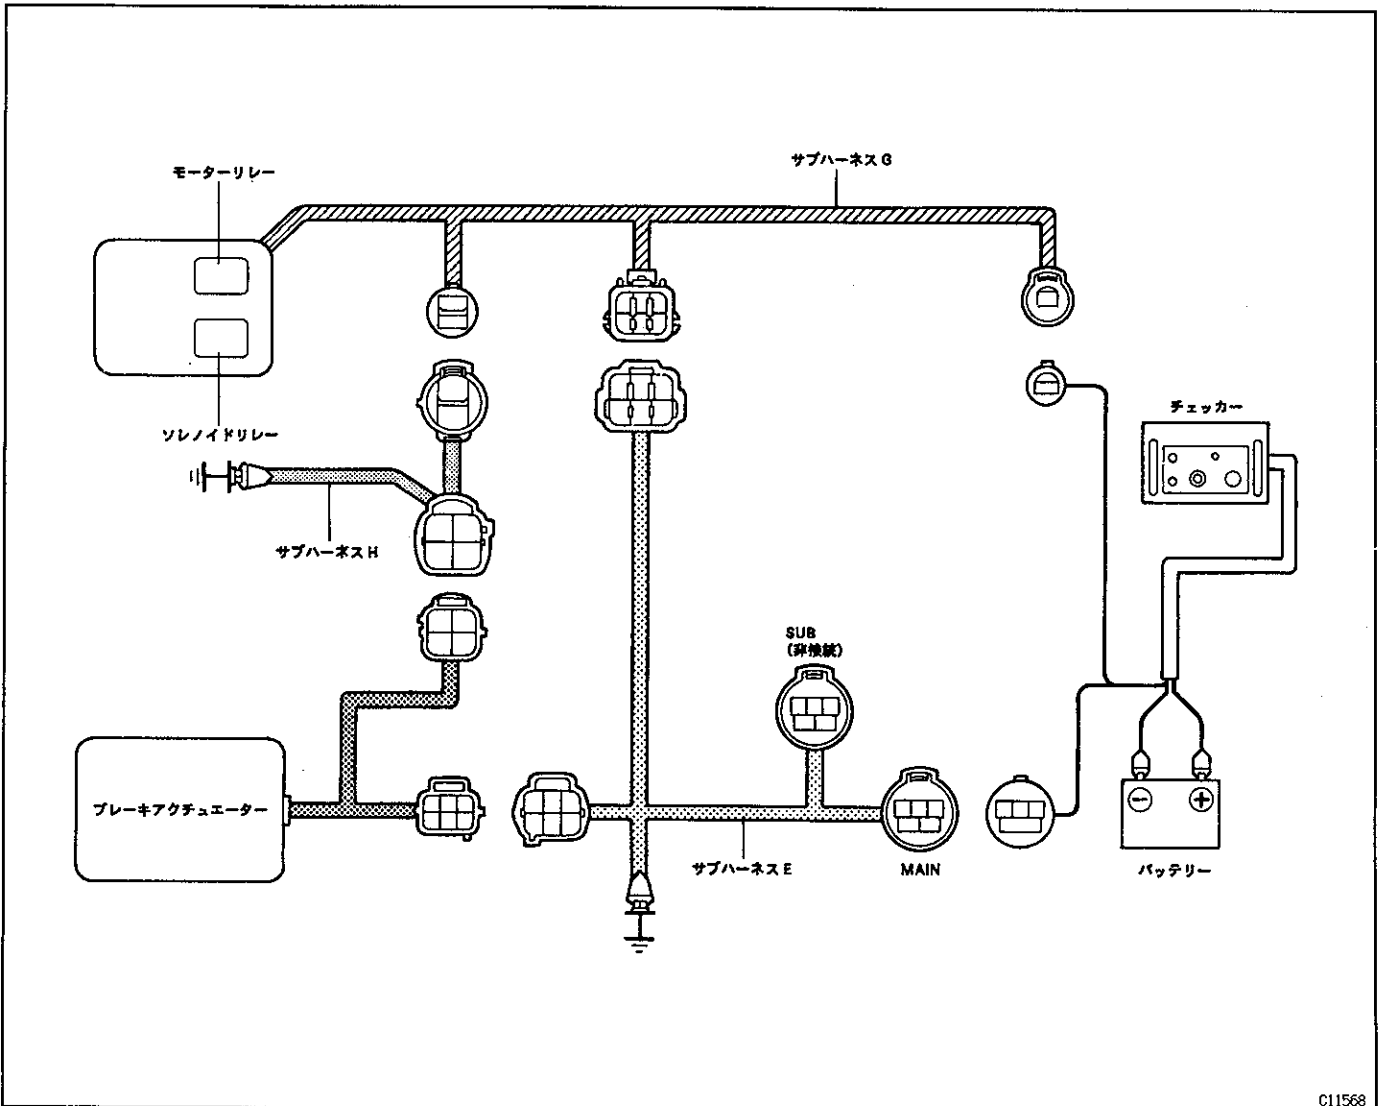 サブハーネス G
モーターリレー
チェッカー
ソレノイドリレー
サブハーネス H
SUB
(非接続)
ブレーキアクチュエーター
サブハーネス E
MAIN
バッテリー
C11568